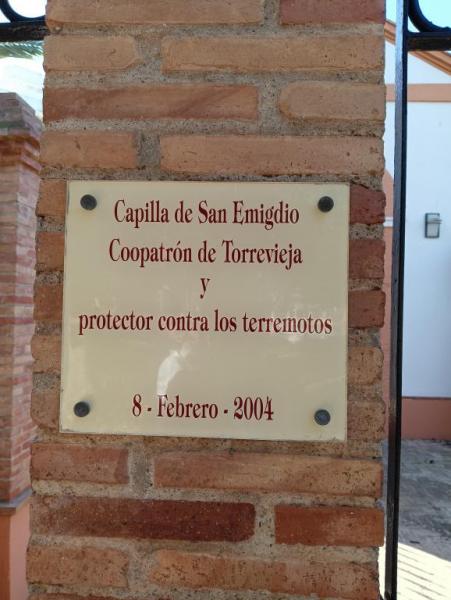 Capilla de San Emigdio
Coopatrón de Torrevieja
y
protector contra los terremotos
8 - Febrero - 2004